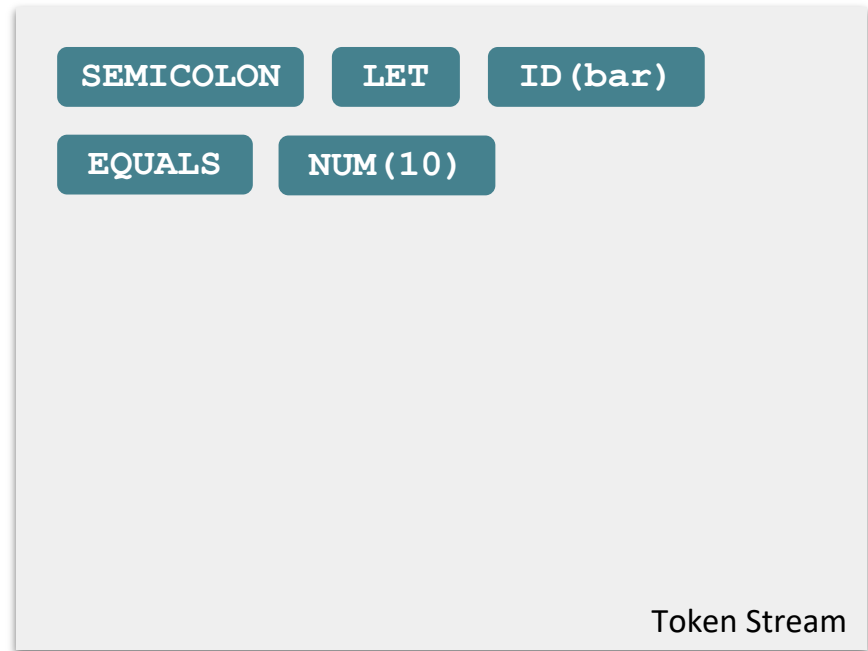 SEMICOLON LET ID(bar)
EQUALS NUM(10)
Token Stream